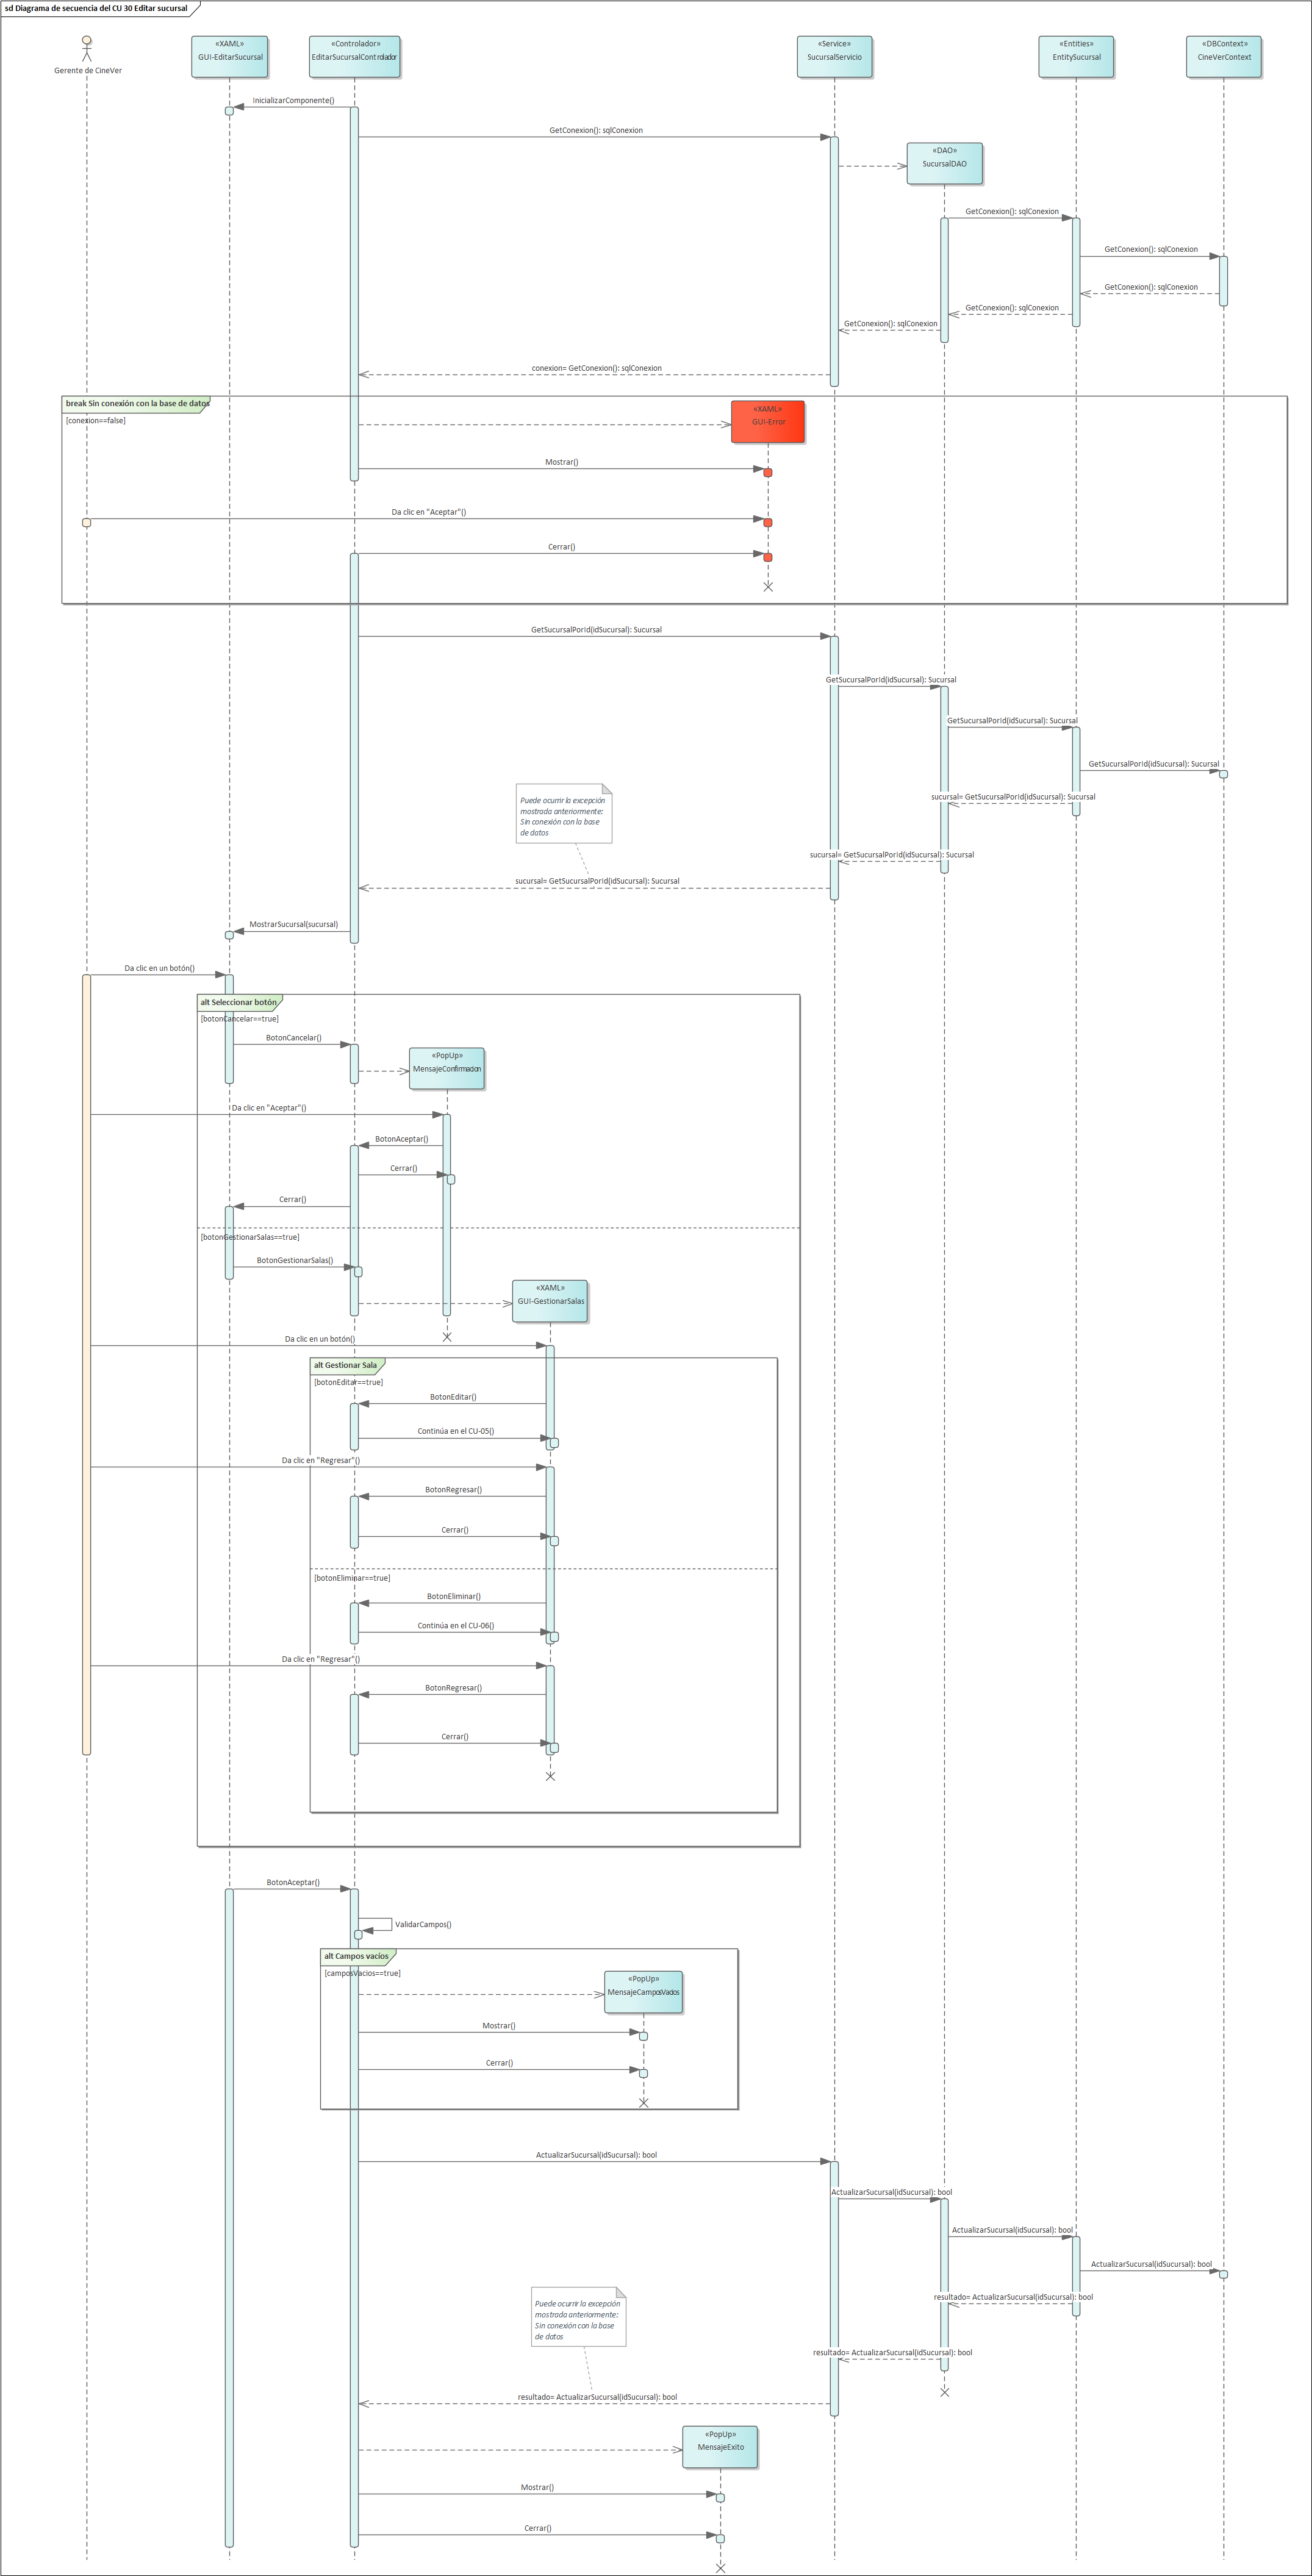 sd Diagrama de secuencia del CU 30 Editar sucursal
Gerente de CineVer
«XAML»
GUI-EditarSucursal
«Controlador»
EditarSucursalControlador
«Service»
SucursalServicio
«Entities»
EntitySucursal
«DBContext»
CineVerContext
InicializarComponente()
GetConexion(): sqlConexion
«DAO»
SucursalDAO
GetConexion(): sqlConexion
GetConexion(): sqlConexion
GetConexion(): sqlConexion
GetConexion(): sqlConexion
GetConexion(): sqlConexion
conexion= GetConexion(): sqlConexion
break Sin conexión con la base de datos
[conexion==false]
«XAML»
GUI-Error
Mostrar()
Da clic en "Aceptar"()
Cerrar()
GetSucursalPorId(idSucursal): Sucursal
GetSucursalPorId(idSucursal): Sucursal
GetSucursalPorId(idSucursal): Sucursal
GetSucursalPorId(idSucursal): Sucursal
Puede ocurrir la excepción
mostrada anteriormente:
Sin conexión con la base
de datos
sucursal= GetSucursalPorId(idSucursal): Sucursal
sucursal= GetSucursalPorId(idSucursal): Sucursal
sucursal= GetSucursalPorId(idSucursal): Sucursal
MostrarSucursal(sucursal)
Da clic en un botón()
alt Seleccionar botón
[botonCancelar==true]
BotonCancelar()
«PopUp»
MensajeConfirmacion
Da clic en "Aceptar"()
BotonAceptar()
Cerrar()
Cerrar()
[botonGestionarSalas==true]
BotonGestionarSalas()
«XAML»
GUI-GestionarSalas
Da clic en un botón()
alt Gestionar Sala
[botonEditar==true]
BotonEditar()
Continúa en el CU-05()
Da clic en "Regresar"()
BotonRegresar()
Cerrar()
[botonEliminar==true]
BotonEliminar()
Continúa en el CU-06()
Da clic en "Regresar"()
BotonRegresar()
Cerrar()
BotonAceptar()
ValidarCampos()
alt Campos vacíos
[camposVacios==true]
«PopUp»
MensajeCamposVacíos
Mostrar()
Cerrar()
ActualizarSucursal(idSucursal): bool
ActualizarSucursal(idSucursal): bool
ActualizarSucursal(idSucursal): bool
ActualizarSucursal(idSucursal): bool
Puede ocurrir la excepción
mostrada anteriormente:
Sin conexión con la base
de datos
resultado= ActualizarSucursal(idSucursal): bool
resultado= ActualizarSucursal(idSucursal): bool
resultado= ActualizarSucursal(idSucursal): bool
«PopUp»
MensajeExito
Mostrar()
Cerrar()